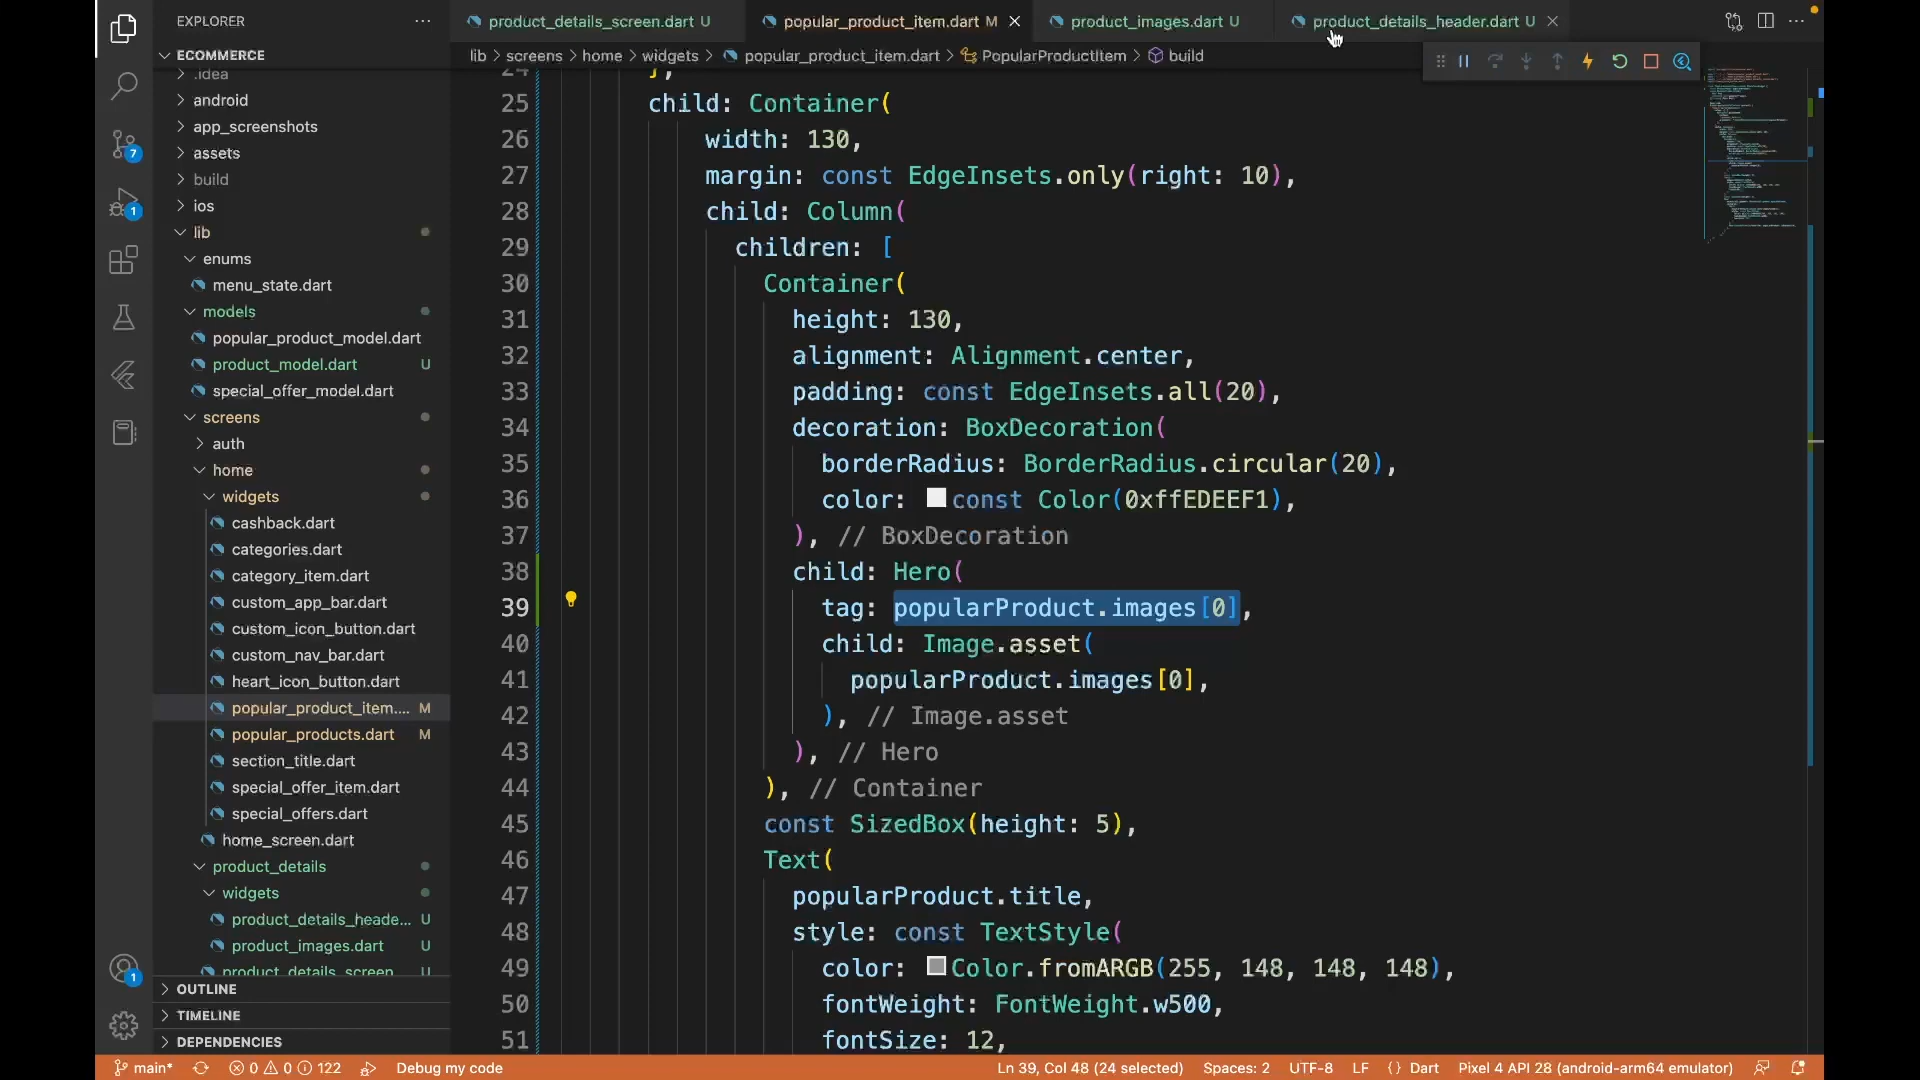 EXPLORER
ECOMMERCE
.idea
android
app_screenshots
assets
build
ios
lib
enums
menu_state.dart
models
popular_product_model.dart
product_model.dart U
special_offer_model.dart
screens
auth
home
widgets
cashback.dart
categories.dart
category_item.dart
custom_app_bar.dart
custom_icon_button.dart
custom_nav_bar.dart
heart_icon_button.dart
popular_product_item.... M
popular_products.dart M
section_title.dart
special_offer_item.dart
special_offers.dart
home_screen.dart
product_details
widgets
product_details_heade... U
product_images.dart U
product_details_screen U
OUTLINE
TIMELINE
DEPENDENCIES
7
1
1
product_details_screen.dart U
popular_product_item.dart M
product_images.dart U
product_details_header.dart U
lib > screens > home > widgets > popular_product_item.dart > PopularProductItem > build
24 },
25 child: Container(
26 width: 130,
27 margin: const EdgeInsets.only(right: 10),
28 child: Column(
29 children: [
30 Container(
31 height: 130,
32 alignment: Alignment.center,
33 padding: const EdgeInsets.all(20),
34 decoration: BoxDecoration(
35 borderRadius: BorderRadius.circular(20),
36 color: const Color(0xffEDEEF1),
37 ), // BoxDecoration
38 child: Hero(
39 tag: popularProduct.images[0],
40 child: Image.asset(
41 popularProduct.images[0],
42 ), // Image.asset
43 ), // Hero
44 ), // Container
45 const SizedBox(height: 5),
46 Text(
47 popularProduct.title,
48 style: const TextStyle(
49 color: Color.fromARGB(255, 148, 148, 148),
50 fontWeight: FontWeight.w500,
51 fontSize: 12,
main* 0 0 122 Debug my code Ln 39, Col 48 (24 selected) Spaces: 2 UTF-8 LF {} Dart Pixel 4 API 28 (android-arm64 emulator)